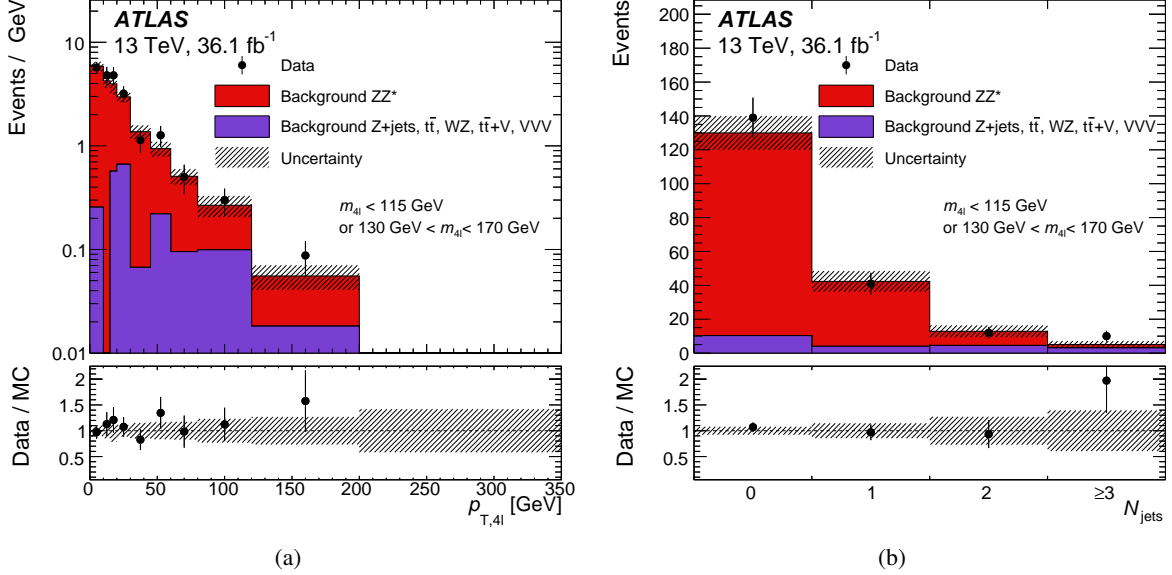 Events / GeV
10
1
0.1
0.01
ATLAS
13 TeV, 36.1 fb⁻¹
Data
Background ZZ*
Background Z+jets, tt̄, WZ, tt̄+V, VVV
Uncertainty
m4l < 115 GeV
or 130 GeV < m4l < 170 GeV
Data / MC
2
1.5
1
0.5
0 50 100 150 200 250 300 350
pT,4l [GeV]
(a)
Events
200
180
160
140
120
100
80
60
40
20
0
ATLAS
13 TeV, 36.1 fb⁻¹
Data
Background ZZ*
Background Z+jets, tt̄, WZ, tt̄+V, VVV
Uncertainty
m4l < 115 GeV
or 130 GeV < m4l < 170 GeV
Data / MC
2
1.5
1
0.5
0 1 2 ≥3
Njets
(b)